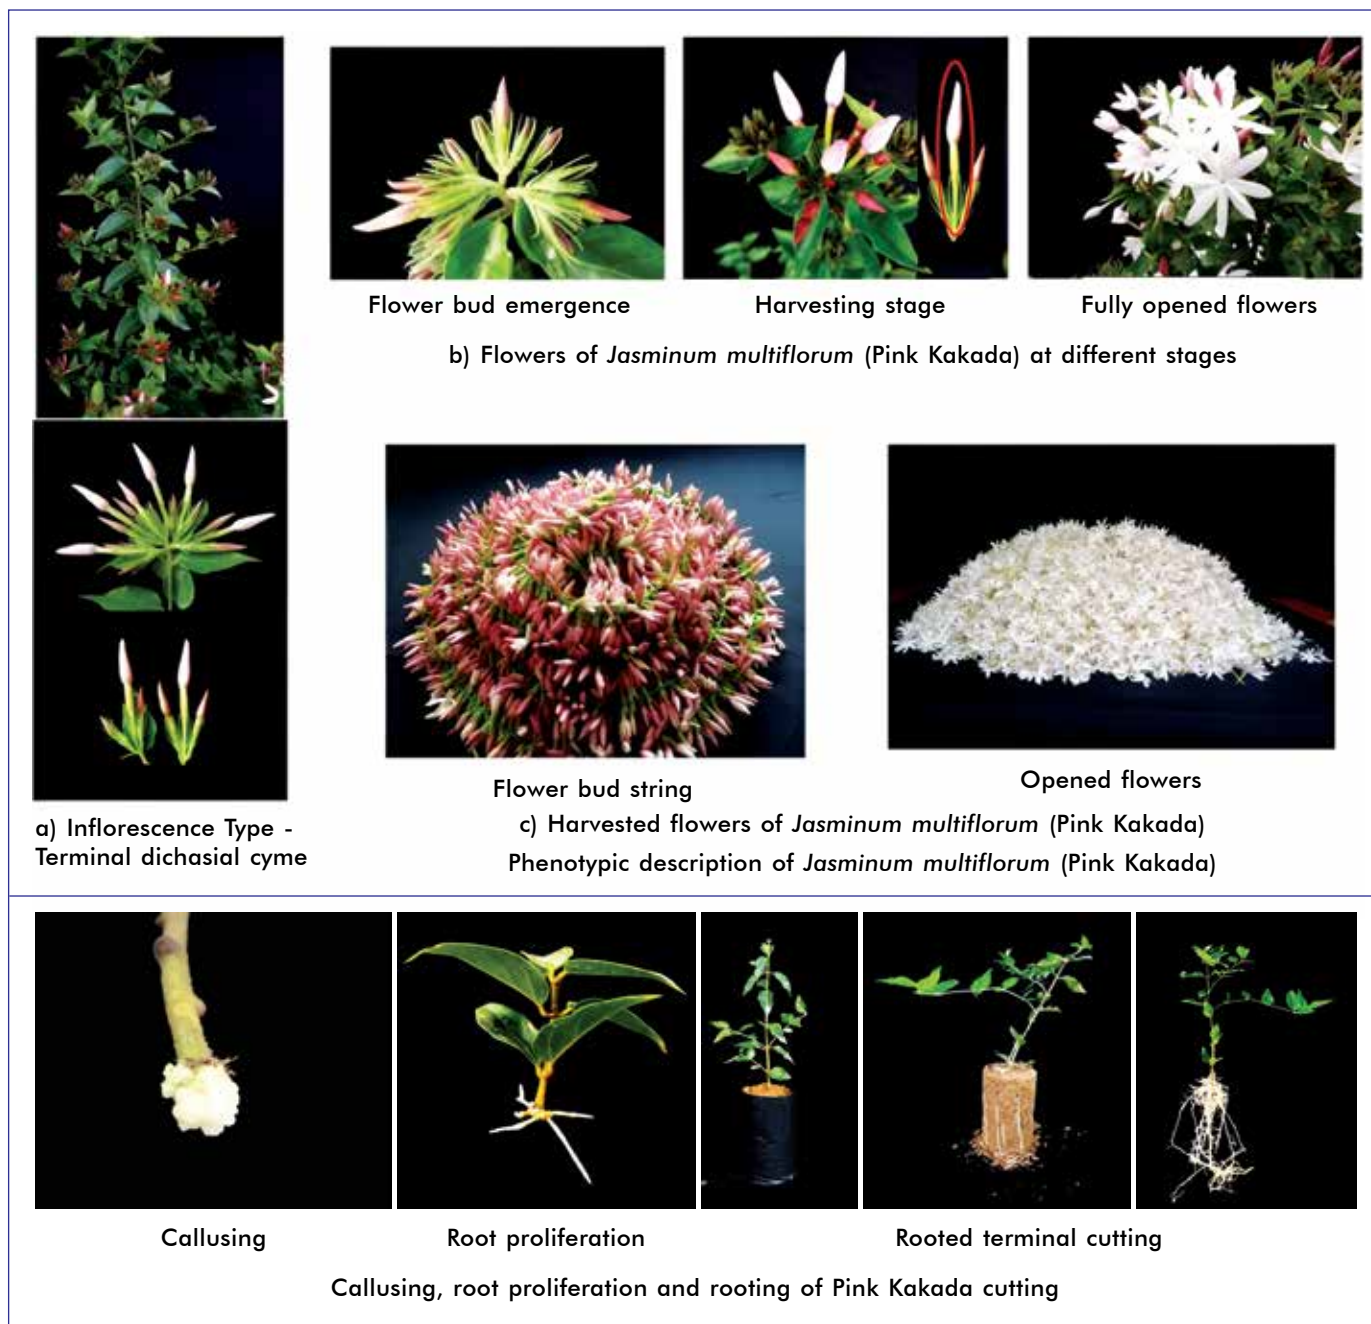 Flower bud emergence
Harvesting stage
Fully opened flowers
b) Flowers of Jasminum multiflorum (Pink Kakada) at different stages
a) Inflorescence Type -
Terminal dichasial cyme
Flower bud string
Opened flowers
c) Harvested flowers of Jasminum multiflorum (Pink Kakada)
Phenotypic description of Jasminum multiflorum (Pink Kakada)
Callusing
Root proliferation
Rooted terminal cutting
Callusing, root proliferation and rooting of Pink Kakada cutting